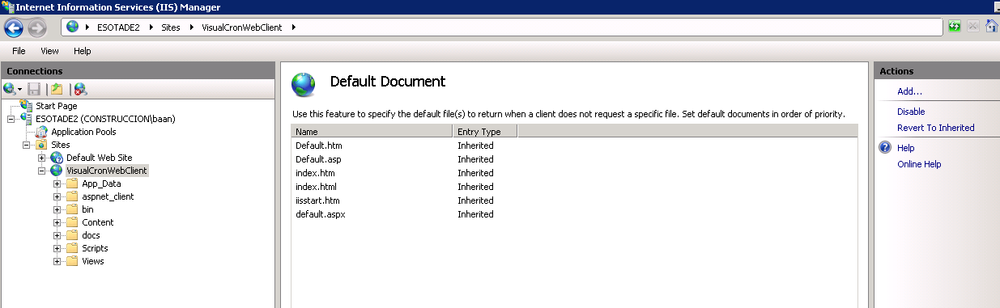 Internet Information Services (IIS) Manager
ESOTADE2 Sites VisualCronWebClient
File View Help
Connections
Start Page
ESOTADE2 (CONSTRUCCION\baan)
Application Pools
Sites
Default Web Site
VisualCronWebClient
App_Data
aspnet_client
bin
Content
docs
Scripts
Views
Default Document
Use this feature to specify the default file(s) to return when a client does not request a specific file. Set default documents in order of priority.
Name Entry Type
Default.htm Inherited
Default.asp Inherited
index.htm Inherited
index.html Inherited
iisstart.htm Inherited
default.aspx Inherited
Actions
Add...
Disable
Revert To Inherited
Help
Online Help